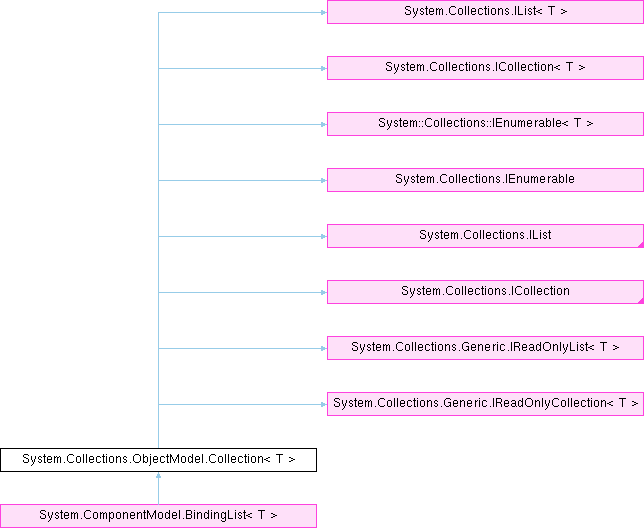 System.Collections.IList< T >
System.Collections.ICollection< T >
System::Collections::IEnumerable< T >
System.Collections.IEnumerable
System.Collections.IList
System.Collections.ICollection
System.Collections.Generic.IReadOnlyList< T >
System.Collections.Generic.IReadOnlyCollection< T >
System.Collections.ObjectModel.Collection< T >
System.ComponentModel.BindingList< T >